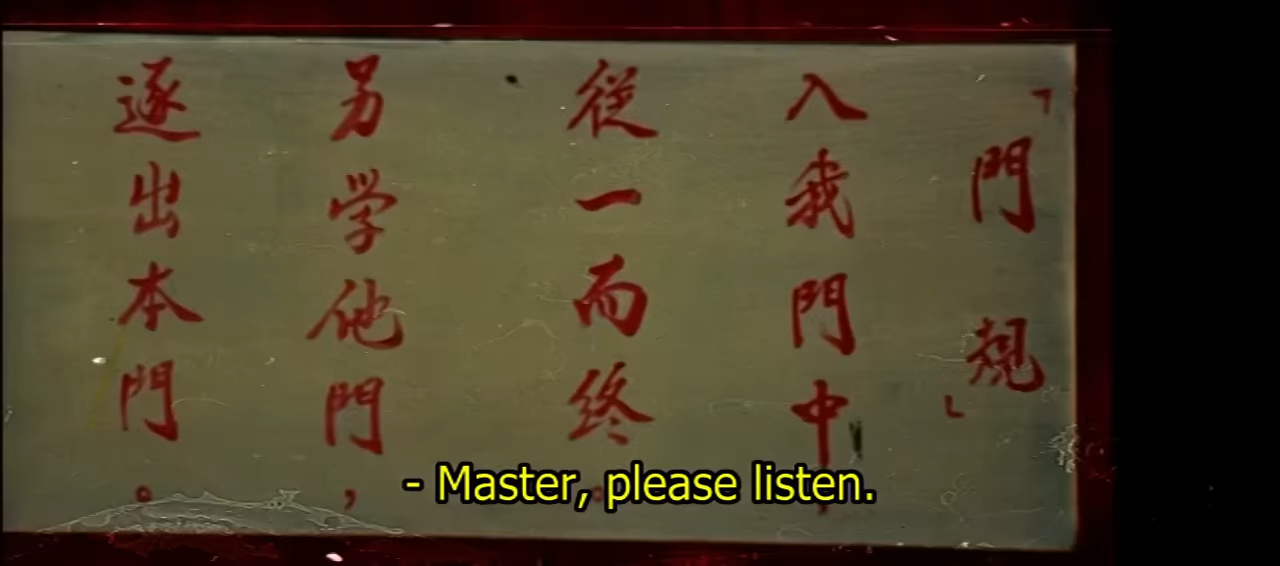 「門規」
入我門中，
從一而终。
另学他門，
逐出本門。
- Master, please listen.